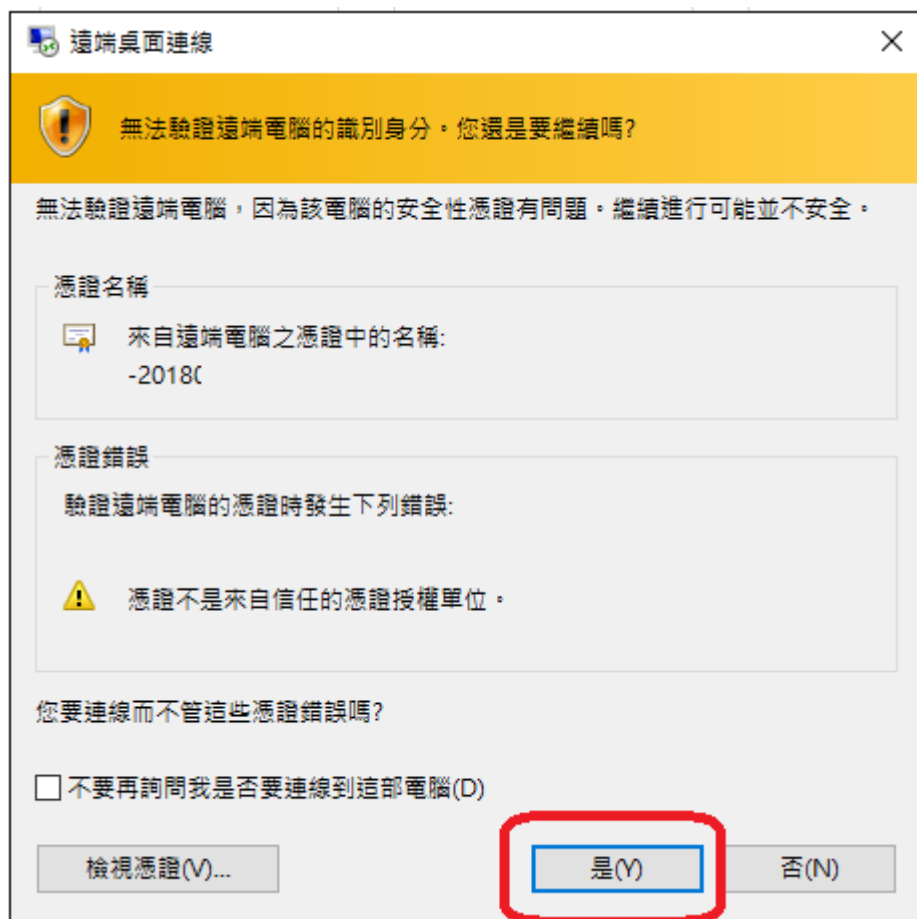 遠端桌面連線
無法驗證遠端電腦的識別身分。您還是要繼續嗎?
無法驗證遠端電腦，因為該電腦的安全性憑證有問題。繼續進行可能並不安全。
憑證名稱
來自遠端電腦之憑證中的名稱:
-20180
憑證錯誤
驗證遠端電腦的憑證時發生下列錯誤:
憑證不是來自信任的憑證授權單位。
您要連線而不管這些憑證錯誤嗎?
不要再詢問我是否要連線到這部電腦(D)
檢視憑證(V)... 是(Y) 否(N)